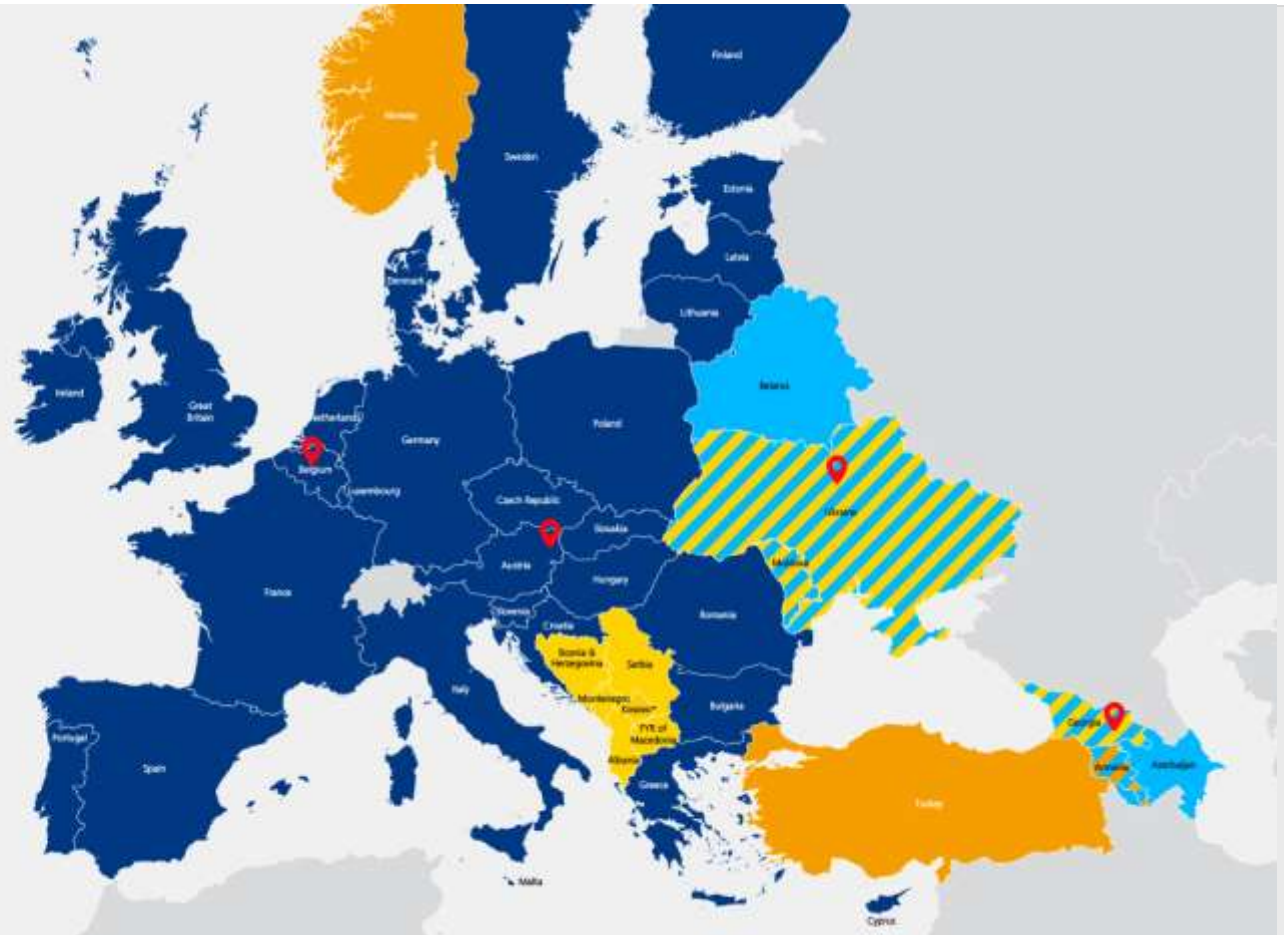 Finland
Norway
Sweden
Estonia
Latvia
Denmark
Lithuania
Ireland
Great
Britain
Netherlands
Belarus
Poland
Germany
Belgium
Luxembourg
Czech Republic
Ukraine
Slovakia
Austria
Moldova
Hungary
France
Slovenia
Romania
Croatia
Bosnia &
Herzegovina
Serbia
Italy
Montenegro
Kosovo*
Bulgaria
Georgia
FYR of
Macedonia
Portugal
Albania
Armenia
Azerbaijan
Spain
Greece
Turkey
Malta
Cyprus